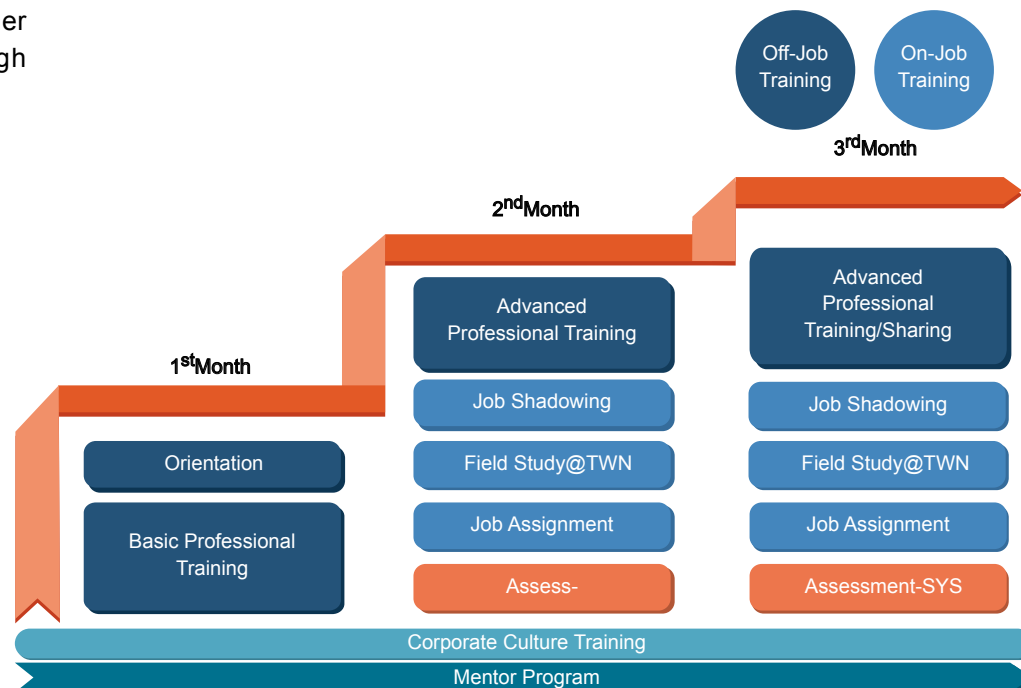 er
gh
Off-Job
Training
On-Job
Training
1stMonth
2ndMonth
3rdMonth
Orientation
Basic Professional
Training
Advanced
Professional Training
Job Shadowing
Field Study@TWN
Job Assignment
Assess-
Advanced
Professional
Training/Sharing
Job Shadowing
Field Study@TWN
Job Assignment
Assessment-SYS
Corporate Culture Training
Mentor Program